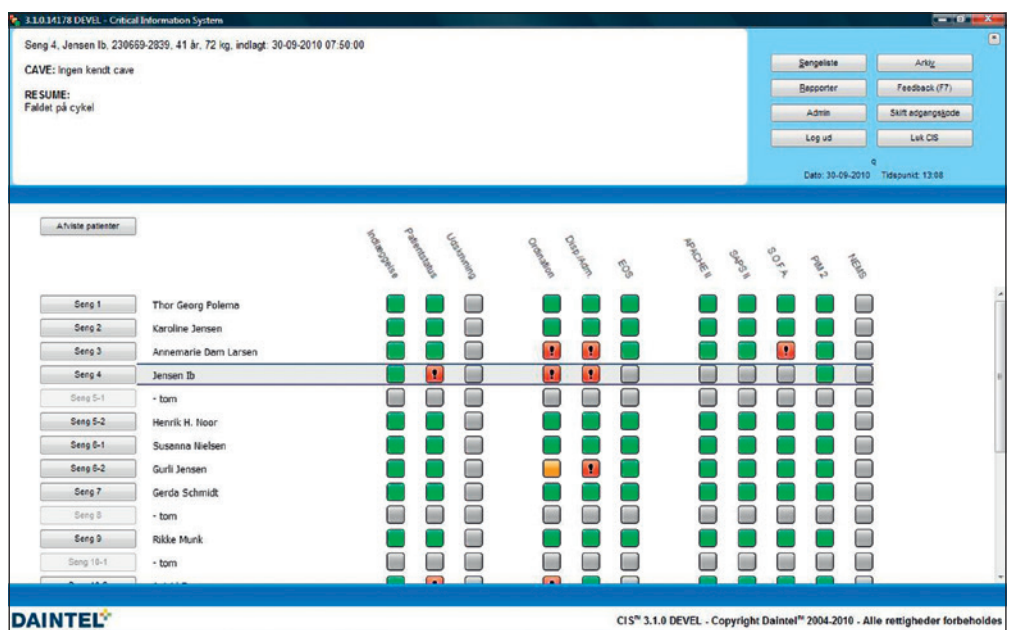 3.1.0.14178 DEVEL - Critical Information System
Seng 4, Jensen Ib, 230669-2839, 41 år, 72 kg, indlagt: 30-09-2010 07:50:00
CAVE: Ingen kendt cave
RESUME:
Faldet på cykel
Sengeliste
Arkiv
Rapporter
Feedback (F7)
Admin
Skift adgangskode
Log ud
Luk CIS
q
Dato: 30-09-2010 Tidspunkt: 13:08
Afviste patienter
Indlæggelse
Patientstatus
Udskrivning
Ordination
Disp./Adm.
EOS
APACHE II
SAPS II
S.O.F.A.
PIM 2
NEMS
Seng 1 Thor Georg Polemø
Seng 2 Karoline Jensen
Seng 3 Annemarie Dam Larsen
Seng 4 Jensen Ib
Seng 5-1 - tom
Seng 5-2 Henrik H. Noor
Seng 6-1 Susanna Nielsen
Seng 6-2 Gurli Jensen
Seng 7 Gerda Schmidt
Seng 8 - tom
Seng 9 Rikke Munk
Seng 10-1 - tom
DAINTEL
CIS™ 3.1.0 DEVEL - Copyright Daintel™ 2004-2010 - Alle rettigheder forbeholdes